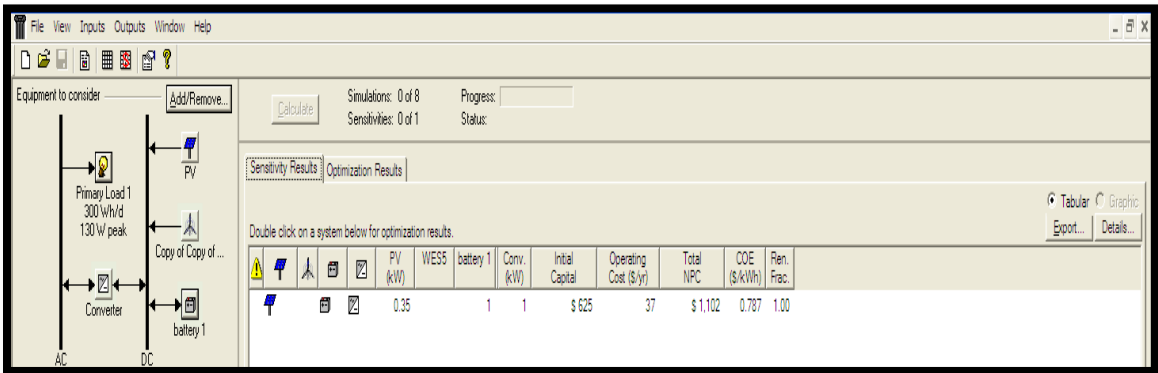 File View Inputs Outputs Window Help
Equipment to consider
Add/Remove...
Primary Load 1
300 Wh/d
130 W peak
PV
Copy of Copy of ...
Converter
battery 1
AC DC
Calculate
Simulations: 0 of 8 Progress:
Sensitivities: 0 of 1 Status:
Sensitivity Results Optimization Results
Tabular Graphic
Double click on a system below for optimization results. Export... Details...
PV (kW) WES5 battery 1 Conv. (kW) Initial Capital Operating Cost ($/yr) Total NPC COE ($/kWh) Ren. Frac.
0.35 1 1 $ 625 37 $ 1,102 0.787 1.00